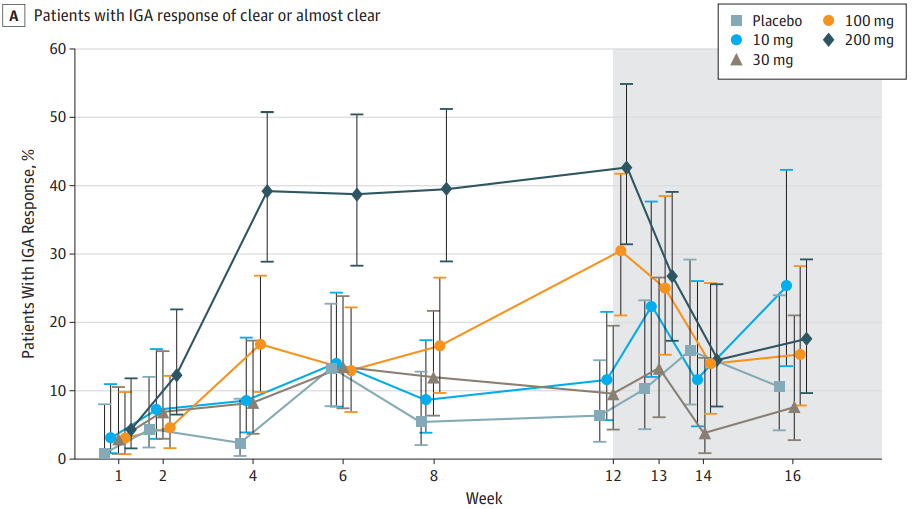 A Patients with IGA response of clear or almost clear
Placebo
10 mg
30 mg
100 mg
200 mg
Patients With IGA Response, %
60
50
40
30
20
10
0
1 2 4 6 8 12 13 14 16
Week